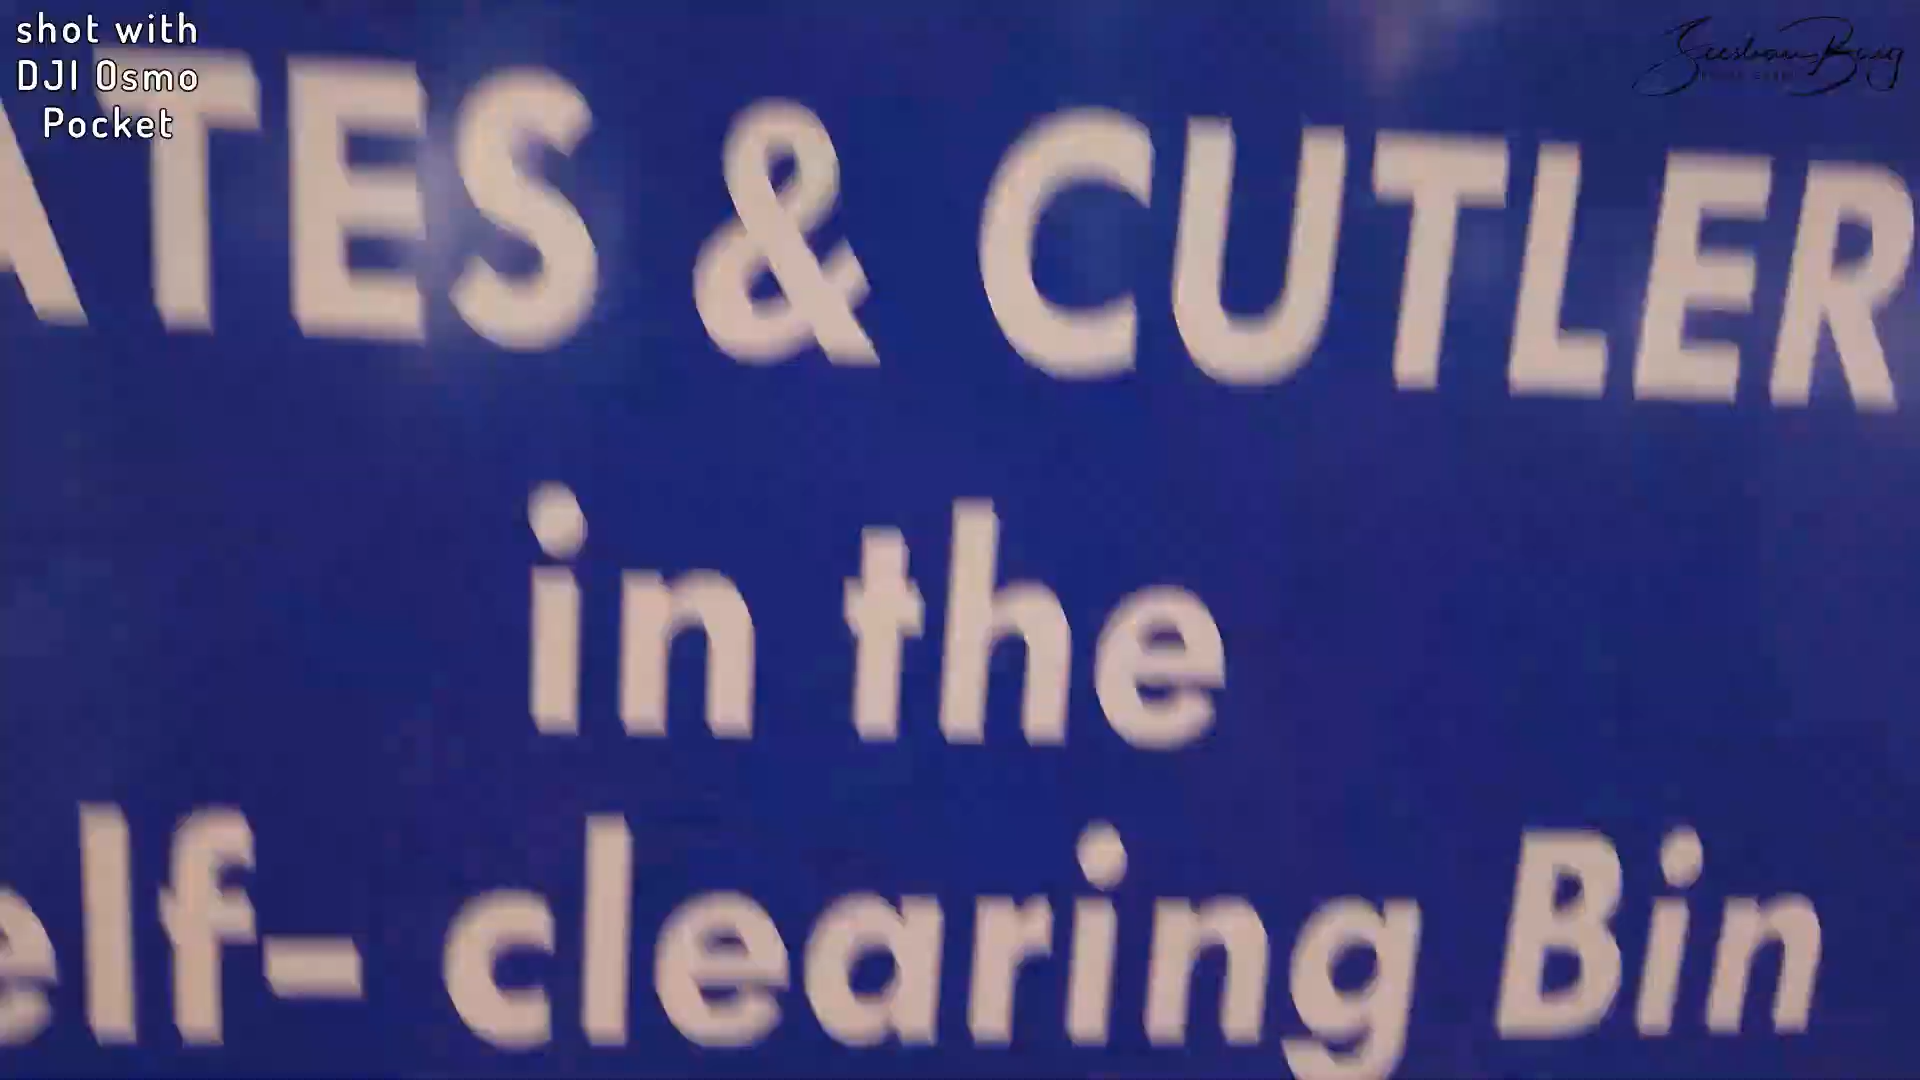 shot with
DJI Osmo
Pocket
ATES & CUTLER
in the
elf- clearing Bin